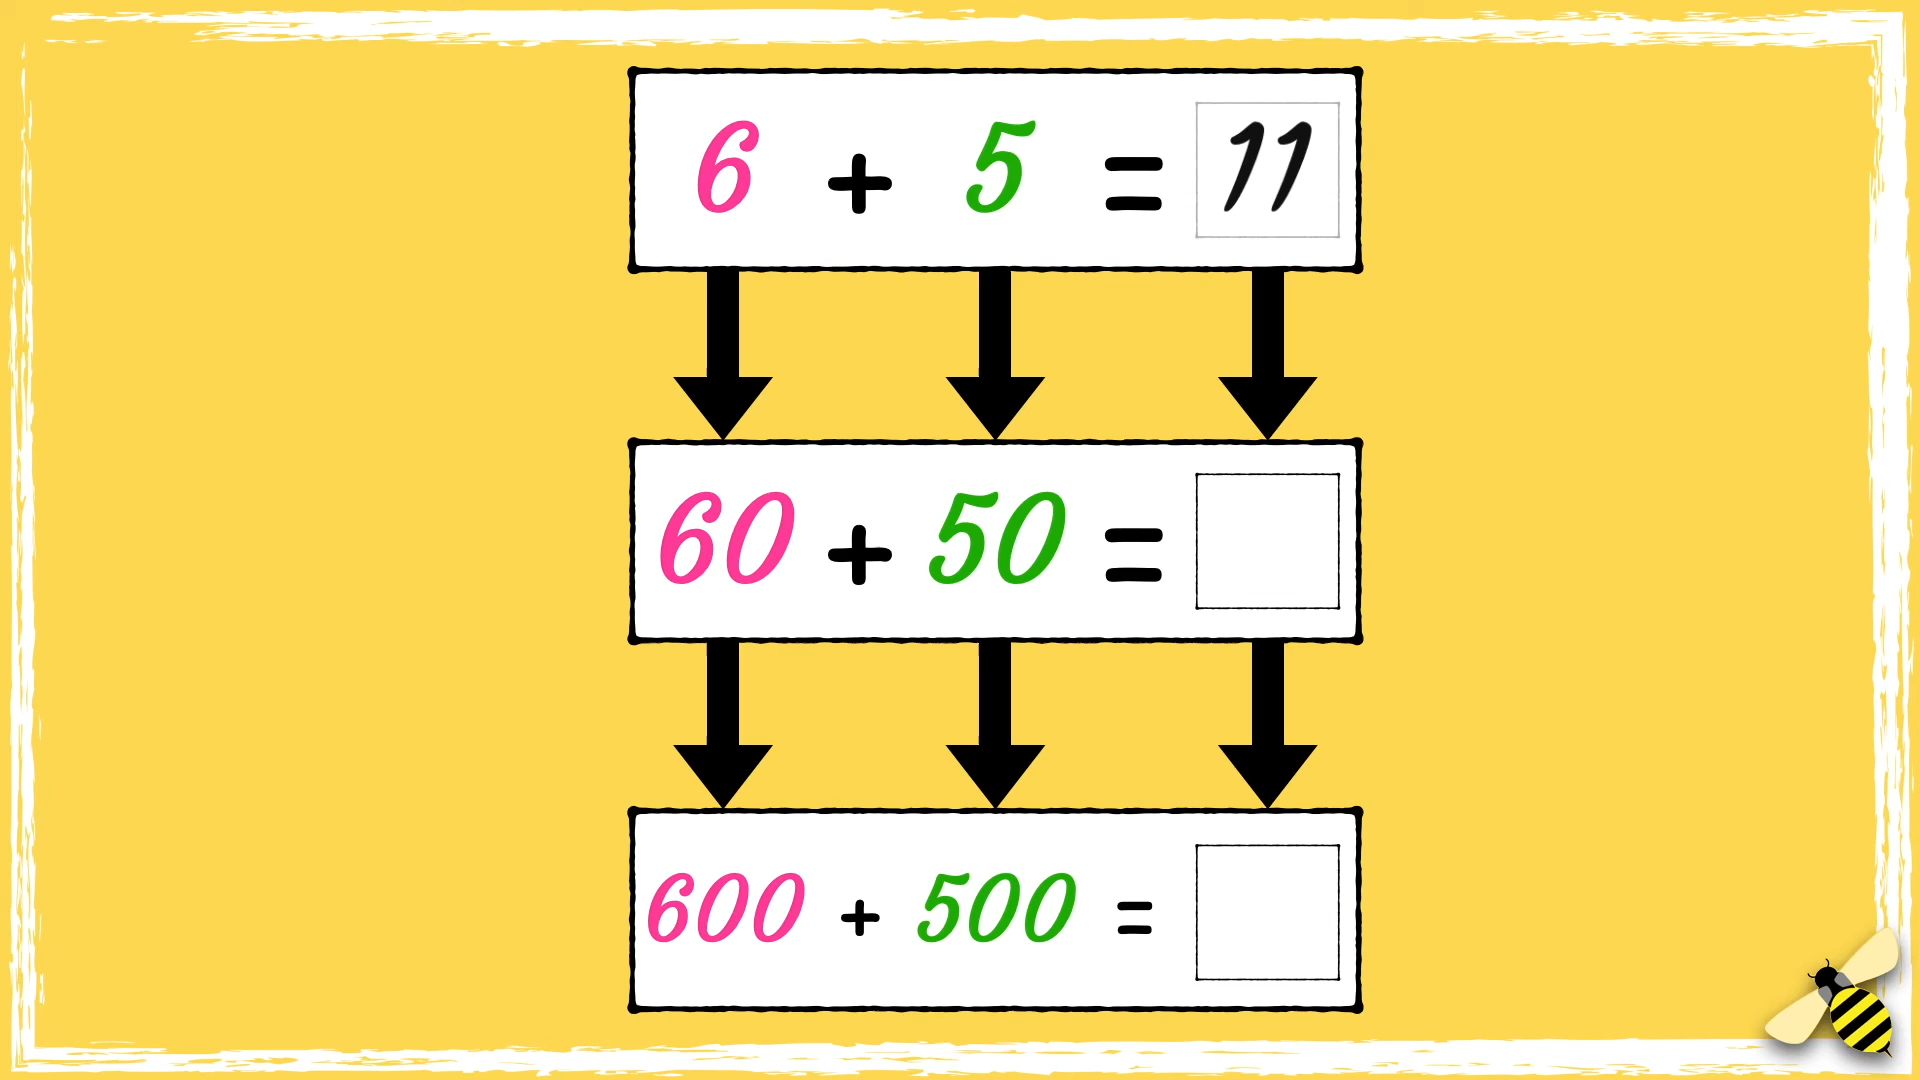 6 + 5 = 11
60 + 50 =
600 + 500 =